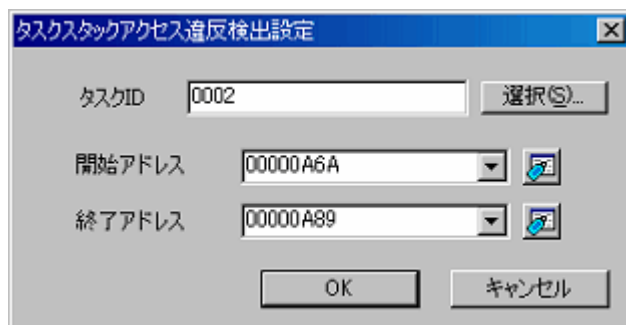 タスクスタックアクセス違反検出設定
タスクID 0002 選択(S)...
開始アドレス 00000A6A
終了アドレス 00000A89
OK キャンセル